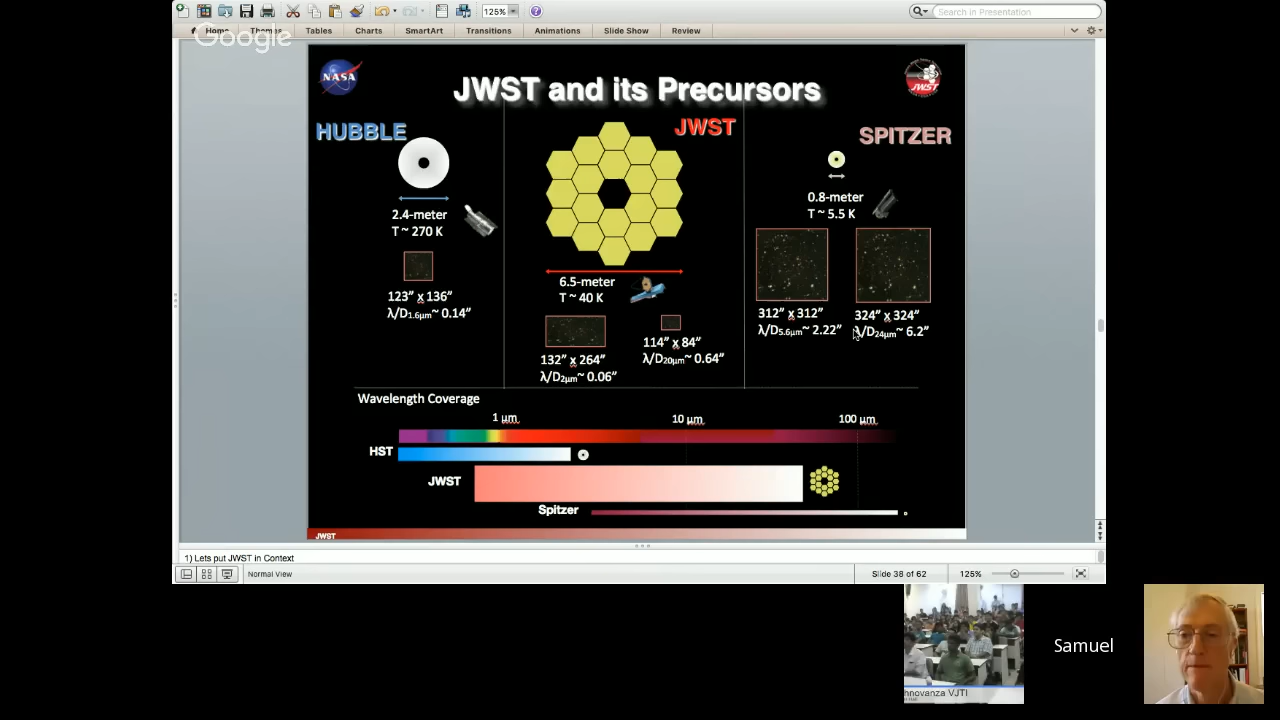 125%
Search in Presentation
Home
Themes
Tables
Charts
SmartArt
Transitions
Animations
Slide Show
Review
Google
NASA
JWST and its Precursors
JWST
HUBBLE
JWST
SPITZER
2.4-meter
T ~ 270 K
123” x 136”
λ/D1.6μm~ 0.14”
6.5-meter
T ~ 40 K
132” x 264”
λ/D2μm~ 0.06”
114” x 84”
λ/D20μm~ 0.64”
0.8-meter
T ~ 5.5 K
312” x 312”
λ/D5.6μm~ 2.22”
324” x 324”
λ/D24μm~ 6.2”
Wavelength Coverage
1 μm
10 μm
100 μm
HST
JWST
Spitzer
JWST
1) Lets put JWST in Context
Normal View
Slide 38 of 62
125%
Samuel
hnovanza VJTI